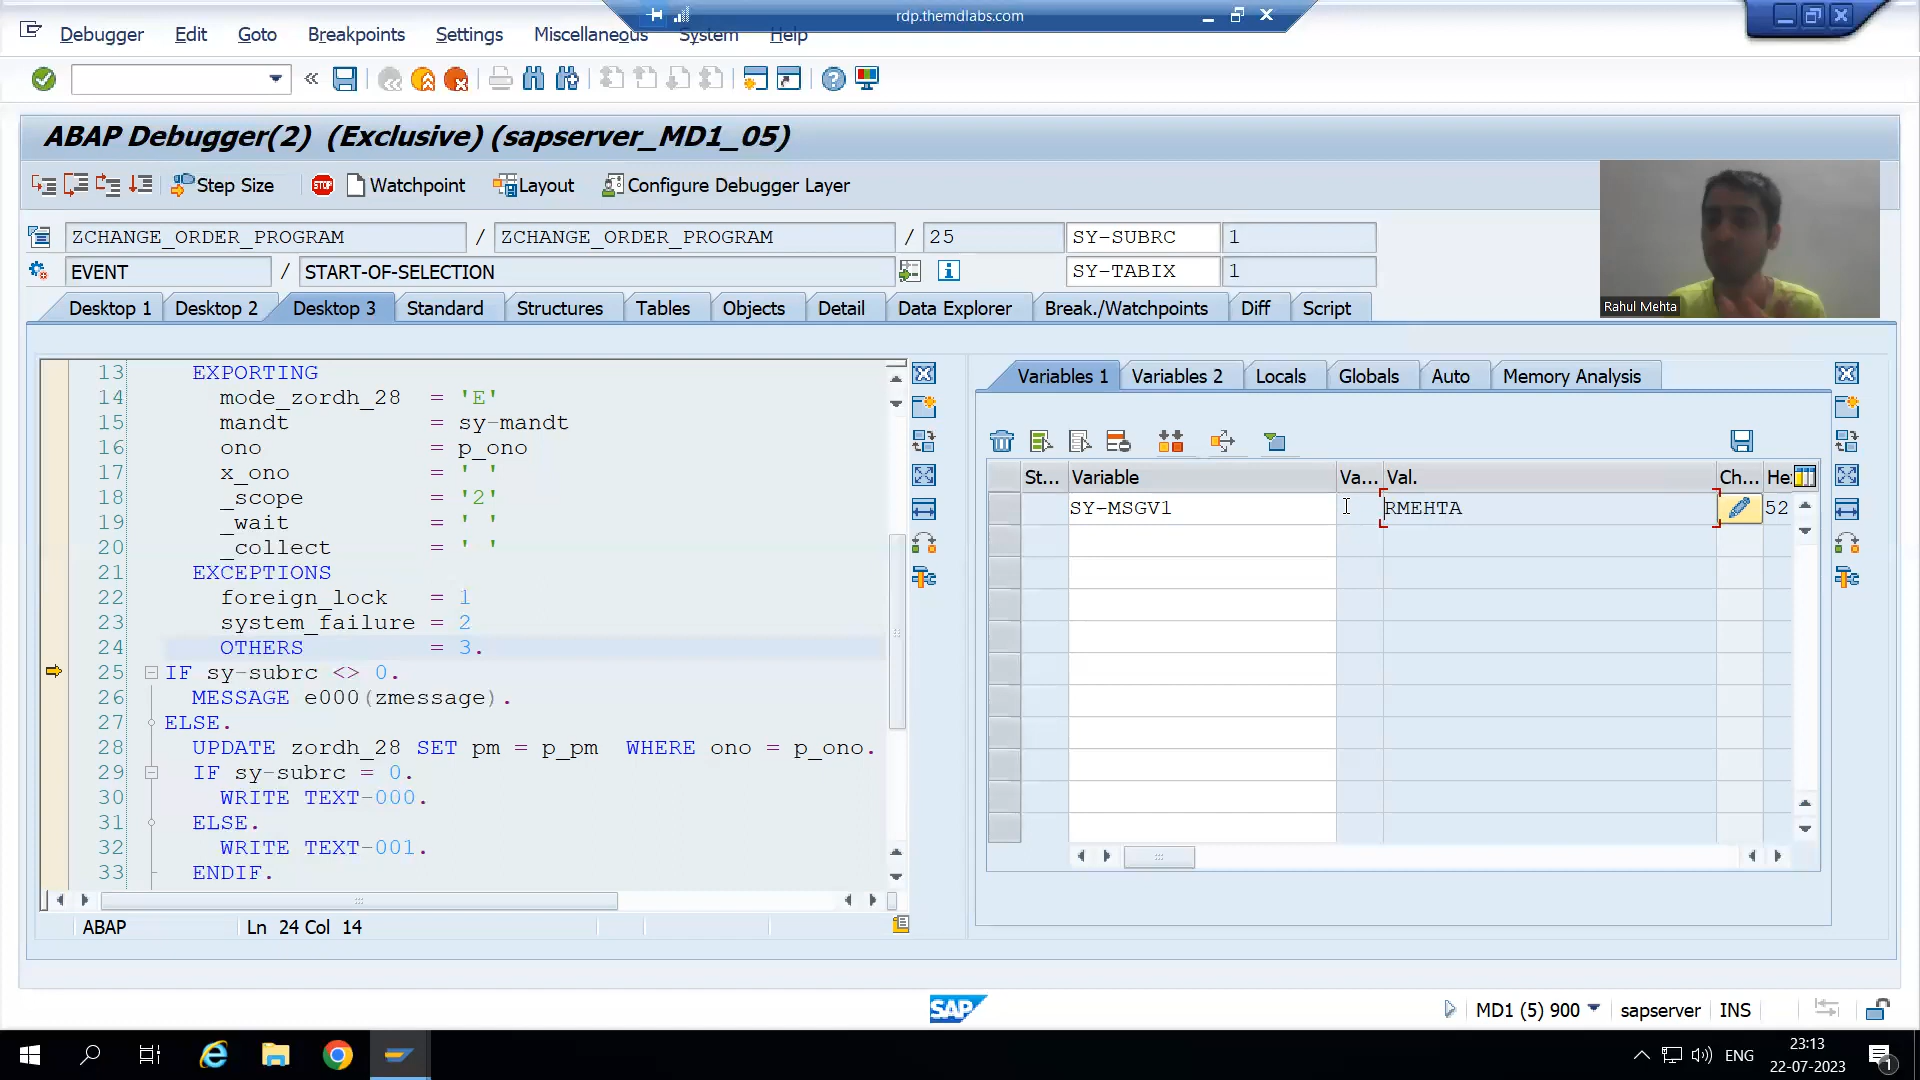 rdp.themdlabs.com
Debugger Edit Goto Breakpoints Settings Miscellaneous System Help
ABAP Debugger(2) (Exclusive) (sapserver_MD1_05)
Step Size STOP Watchpoint Layout Configure Debugger Layer
ZCHANGE_ORDER_PROGRAM / ZCHANGE_ORDER_PROGRAM / 25 SY-SUBRC 1
EVENT / START-OF-SELECTION SY-TABIX 1
Rahul Mehta
Desktop 1 Desktop 2 Desktop 3 Standard Structures Tables Objects Detail Data Explorer Break./Watchpoints Diff Script
13 EXPORTING
14 mode_zordh_28 = 'E'
15 mandt = sy-mandt
16 ono = p_ono
17 x_ono = ' '
18 _scope = '2'
19 _wait = ' '
20 _collect = ' '
21 EXCEPTIONS
22 foreign_lock = 1
23 system_failure = 2
24 OTHERS = 3.
25 IF sy-subrc <> 0.
26 MESSAGE e000(zmessage).
27 ELSE.
28 UPDATE zordh_28 SET pm = p_pm WHERE ono = p_ono.
29 IF sy-subrc = 0.
30 WRITE TEXT-000.
31 ELSE.
32 WRITE TEXT-001.
33 ENDIF.
ABAP Ln 24 Col 14
Variables 1 Variables 2 Locals Globals Auto Memory Analysis
St... Variable Va... Val. Ch... He
SY-MSGV1 RMEHTA 52
SAP
MD1 (5) 900 sapserver INS
ENG
23:13
22-07-2023
1